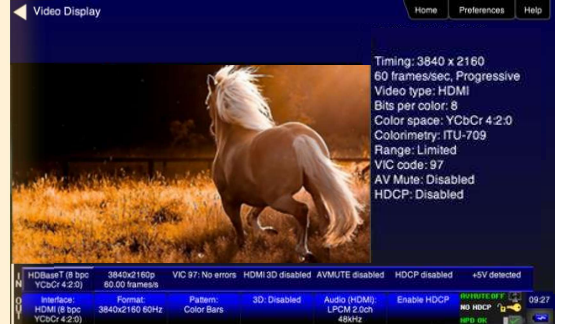 Video Display
Home Preferences Help
Timing: 3840 x 2160
60 frames/sec, Progressive
Video type: HDMI
Bits per color: 8
Color space: YCbCr 4:2:0
Colorimetry: ITU-709
Range: Limited
VIC code: 97
AV Mute: Disabled
HDCP: Disabled
IN
HDBaseT (8 bpc
YCbCr 4:2:0)
3840x2160p
60.00 frames/s
VIC 97: No errors
HDMI 3D disabled
AVMUTE disabled
HDCP disabled
+5V detected
OUT
Interface:
HDMI (8 bpc
YCbCr 4:2:0)
Format:
3840x2160 60Hz
Pattern:
Color Bars
3D: Disabled
Audio (HDMI):
LPCM 2.0ch
48kHz
Enable HDCP
AVMUTE OFF
NO HDCP
HPD OK
09:27